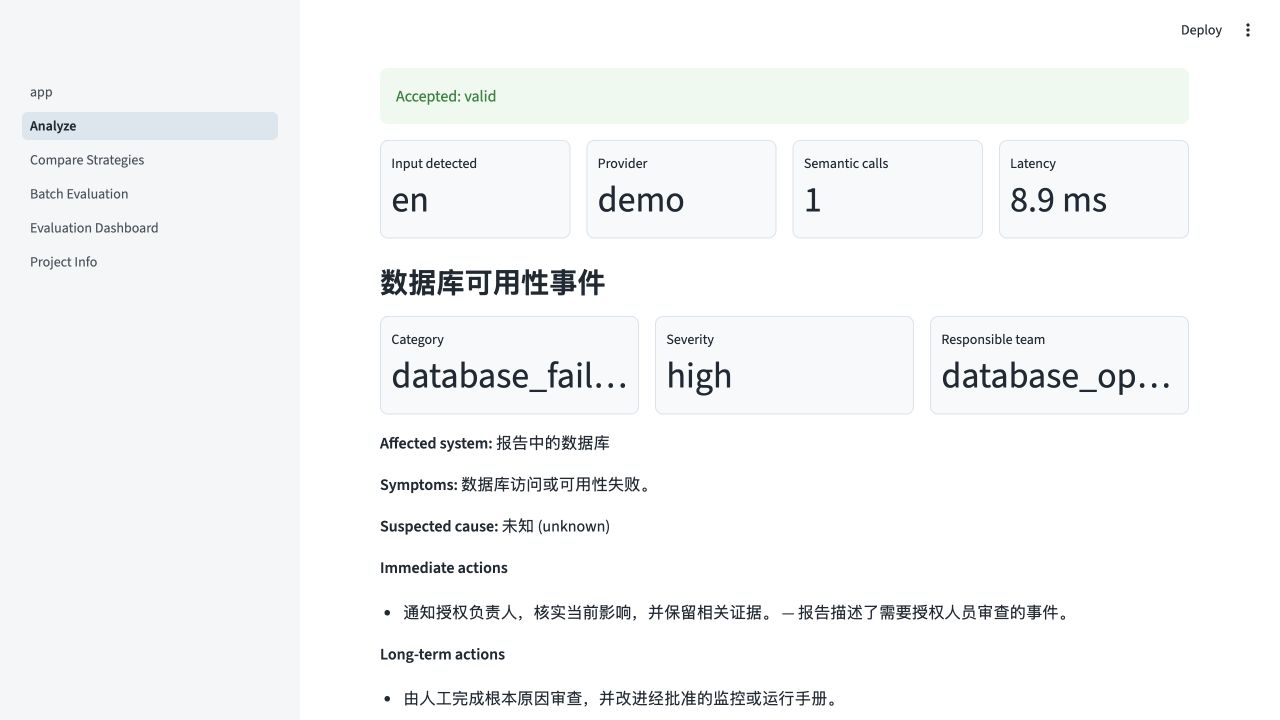 Deploy
app
Analyze
Compare Strategies
Batch Evaluation
Evaluation Dashboard
Project Info
Accepted: valid
Input detected
en
Provider
demo
Semantic calls
1
Latency
8.9 ms
数据库可用性事件
Category
database_fail…
Severity
high
Responsible team
database_op…
Affected system: 报告中的数据库
Symptoms: 数据库访问或可用性失败。
Suspected cause: 未知 (unknown)
Immediate actions
• 通知授权负责人，核实当前影响，并保留相关证据。 — 报告描述了需要授权人员审查的事件。
Long-term actions
• 由人工完成根本原因审查，并改进经批准的监控或运行手册。